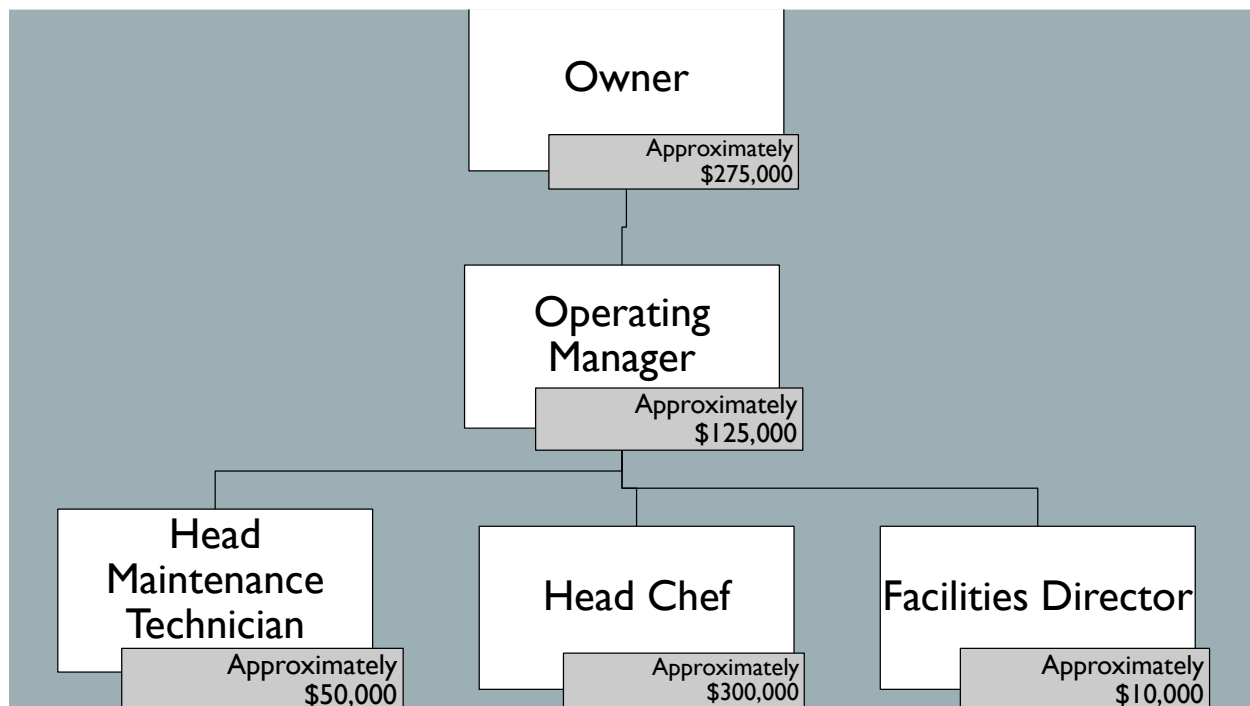 Owner
Approximately
$275,000
Operating
Manager
Approximately
$125,000
Head
Maintenance
Technician
Approximately
$50,000
Head Chef
Approximately
$300,000
Facilities Director
Approximately
$10,000